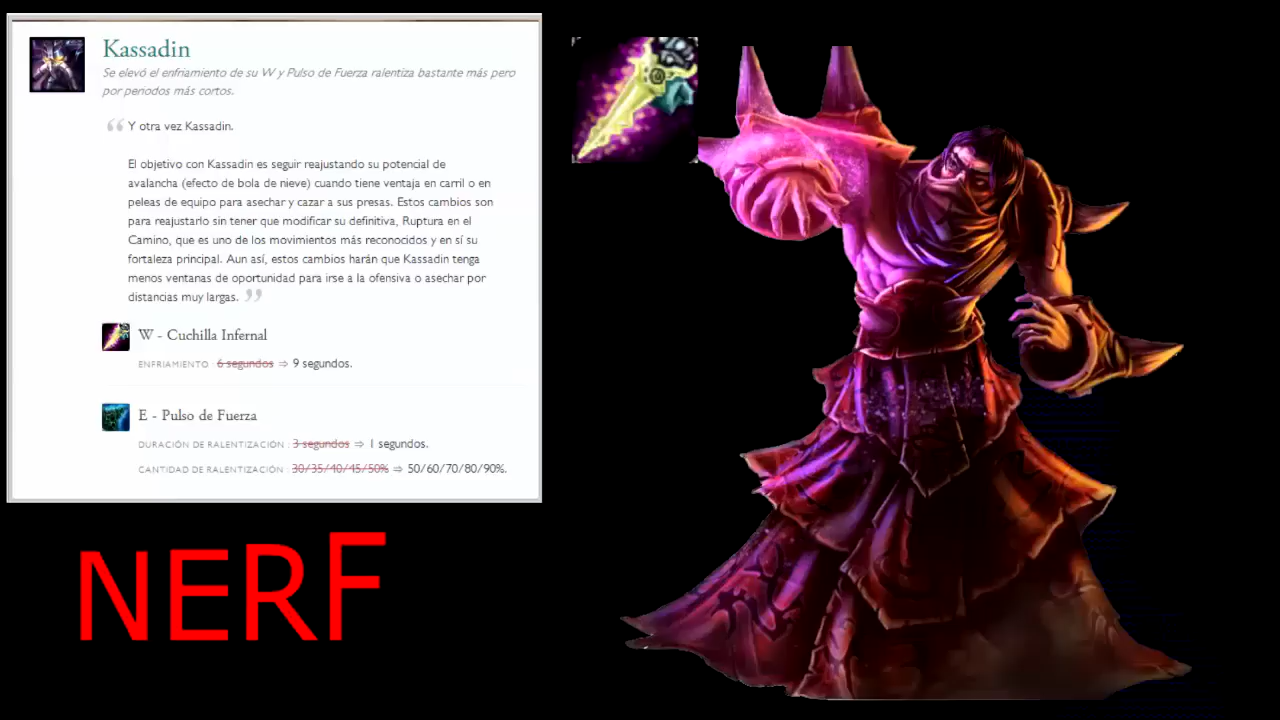 Kassadin
Se elevó el enfriamiento de su W y Pulso de Fuerza ralentiza bastante más pero
por periodos más cortos.
“ Y otra vez Kassadin.
El objetivo con Kassadin es seguir reajustando su potencial de
avalancha (efecto de bola de nieve) cuando tiene ventaja en carril o en
peleas de equipo para asechar y cazar a sus presas. Estos cambios son
para reajustarlo sin tener que modificar su definitiva, Ruptura en el
Camino, que es uno de los movimientos más reconocidos y en sí su
fortaleza principal. Aun así, estos cambios harán que Kassadin tenga
menos ventanas de oportunidad para irse a la ofensiva o asechar por
distancias muy largas. ”
W - Cuchilla Infernal
ENFRIAMIENTO : 6 segundos ⇒ 9 segundos.
E - Pulso de Fuerza
DURACIÓN DE RALENTIZACIÓN : 3 segundos ⇒ 1 segundos.
CANTIDAD DE RALENTIZACIÓN : 30/35/40/45/50% ⇒ 50/60/70/80/90%.
NERF